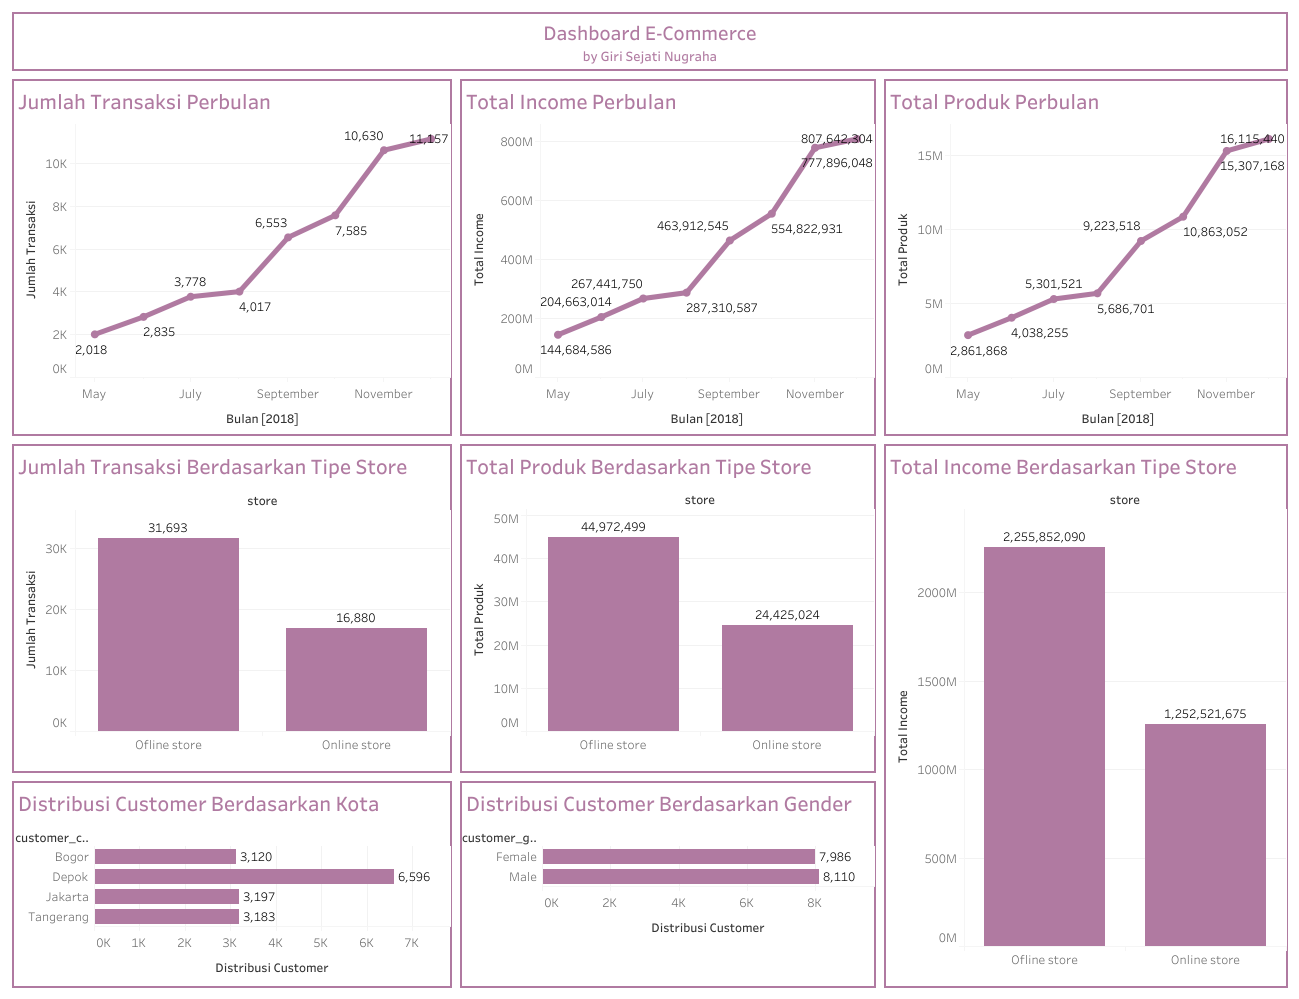 Dashboard E-Commerce
by Giri Sejati Nugraha
Jumlah Transaksi Perbulan
Jumlah Transaksi
10K
8K
6K
4K
2K
0K
2,018
2,835
3,778
4,017
6,553
7,585
10,630
11,157
May
July
September
November
Bulan [2018]
Total Income Perbulan
Total Income
800M
600M
400M
200M
0M
144,684,586
204,663,014
267,441,750
287,310,587
463,912,545
554,822,931
777,896,048
807,642,304
May
July
September
November
Bulan [2018]
Total Produk Perbulan
Total Produk
15M
10M
5M
0M
2,861,868
4,038,255
5,301,521
5,686,701
9,223,518
10,863,052
15,307,168
16,115,440
May
July
September
November
Bulan [2018]
Jumlah Transaksi Berdasarkan Tipe Store
store
Jumlah Transaksi
30K
20K
10K
0K
31,693
16,880
Ofline store
Online store
Total Produk Berdasarkan Tipe Store
store
Total Produk
50M
40M
30M
20M
10M
0M
44,972,499
24,425,024
Ofline store
Online store
Total Income Berdasarkan Tipe Store
store
Total Income
2000M
1500M
1000M
500M
0M
2,255,852,090
1,252,521,675
Ofline store
Online store
Distribusi Customer Berdasarkan Kota
customer_c..
Bogor 3,120
Depok 6,596
Jakarta 3,197
Tangerang 3,183
0K 1K 2K 3K 4K 5K 6K 7K
Distribusi Customer
Distribusi Customer Berdasarkan Gender
customer_g..
Female 7,986
Male 8,110
0K 2K 4K 6K 8K
Distribusi Customer